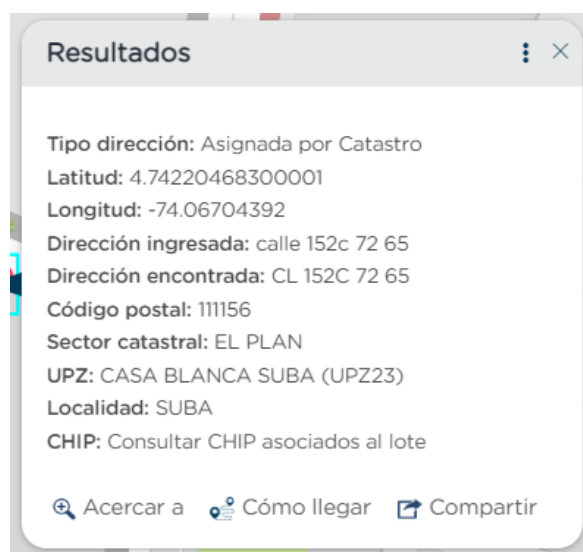 Resultados
Tipo dirección: Asignada por Catastro
Latitud: 4.74220468300001
Longitud: -74.06704392
Dirección ingresada: calle 152c 72 65
Dirección encontrada: CL 152C 72 65
Código postal: 111156
Sector catastral: EL PLAN
UPZ: CASA BLANCA SUBA (UPZ23)
Localidad: SUBA
CHIP: Consultar CHIP asociados al lote
Acercar a Cómo llegar Compartir